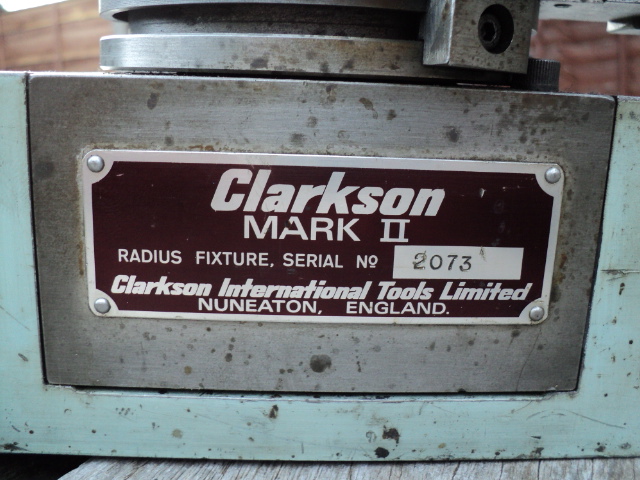 Clarkson
MARK II
RADIUS FIXTURE, SERIAL Nº 2073
Clarkson International Tools Limited
NUNEATON, ENGLAND.